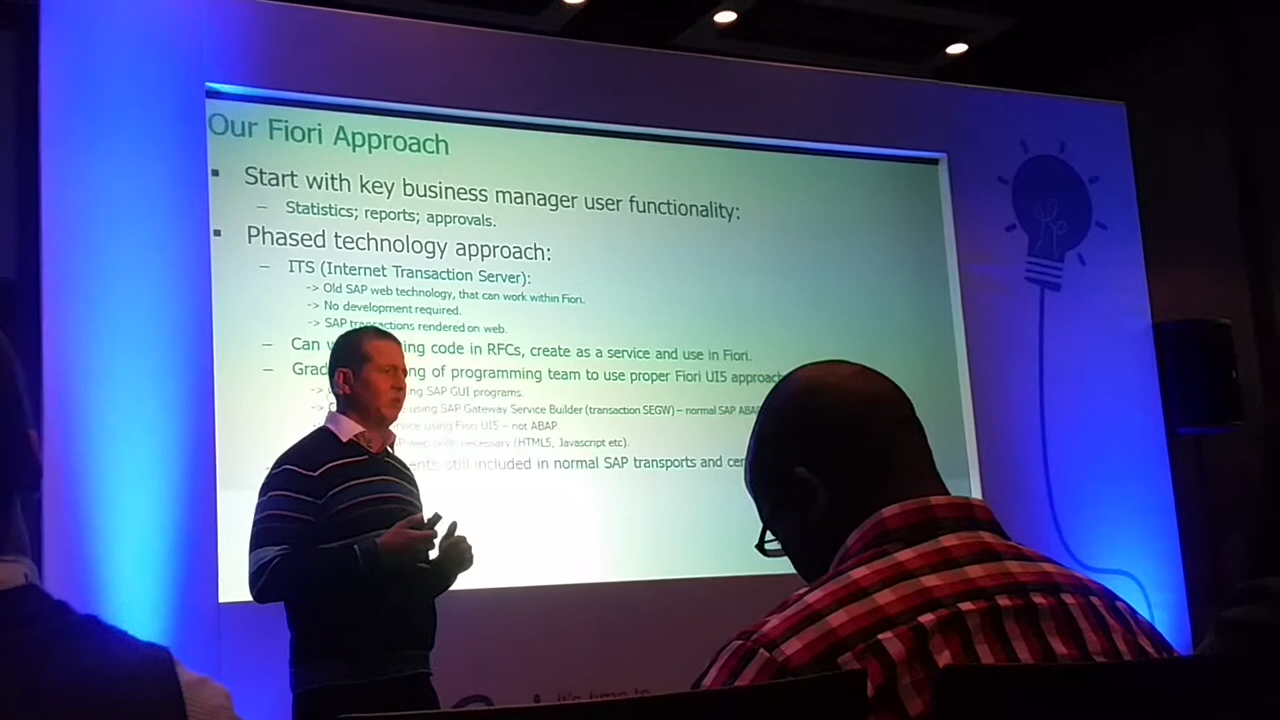 Our Fiori Approach
▪ Start with key business manager user functionality:
– Statistics; reports; approvals.
▪ Phased technology approach:
– ITS (Internet Transaction Server):
-> Old SAP web technology, that can work within Fiori.
-> No development required.
-> SAP transactions rendered on web.
– Can ing code in RFCs, create as a service and use in Fiori.
– Grad ng of programming team to use proper Fiori UI5 approach
-> ng SAP GUI programs.
-> using SAP Gateway Service Builder (transaction SEGW) – normal SAP ABAP
using Fiori UI5 – not ABAP.
necessary (HTML5, Javascript etc).
still included in normal SAP transports and